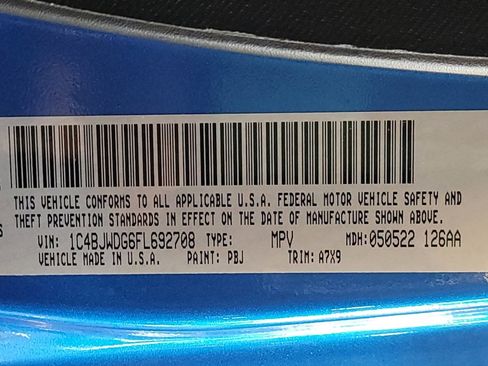 THIS VEHICLE CONFORMS TO ALL APPLICABLE U.S.A. FEDERAL MOTOR VEHICLE SAFETY AND
THEFT PREVENTION STANDARDS IN EFFECT ON THE DATE OF MANUFACTURE SHOWN ABOVE.
VIN: 1C4BJWDG6FL692708 TYPE: MPV MDH: 050522 126AA
VEHICLE MADE IN U.S.A. PAINT: PBJ TRIM: A7X9